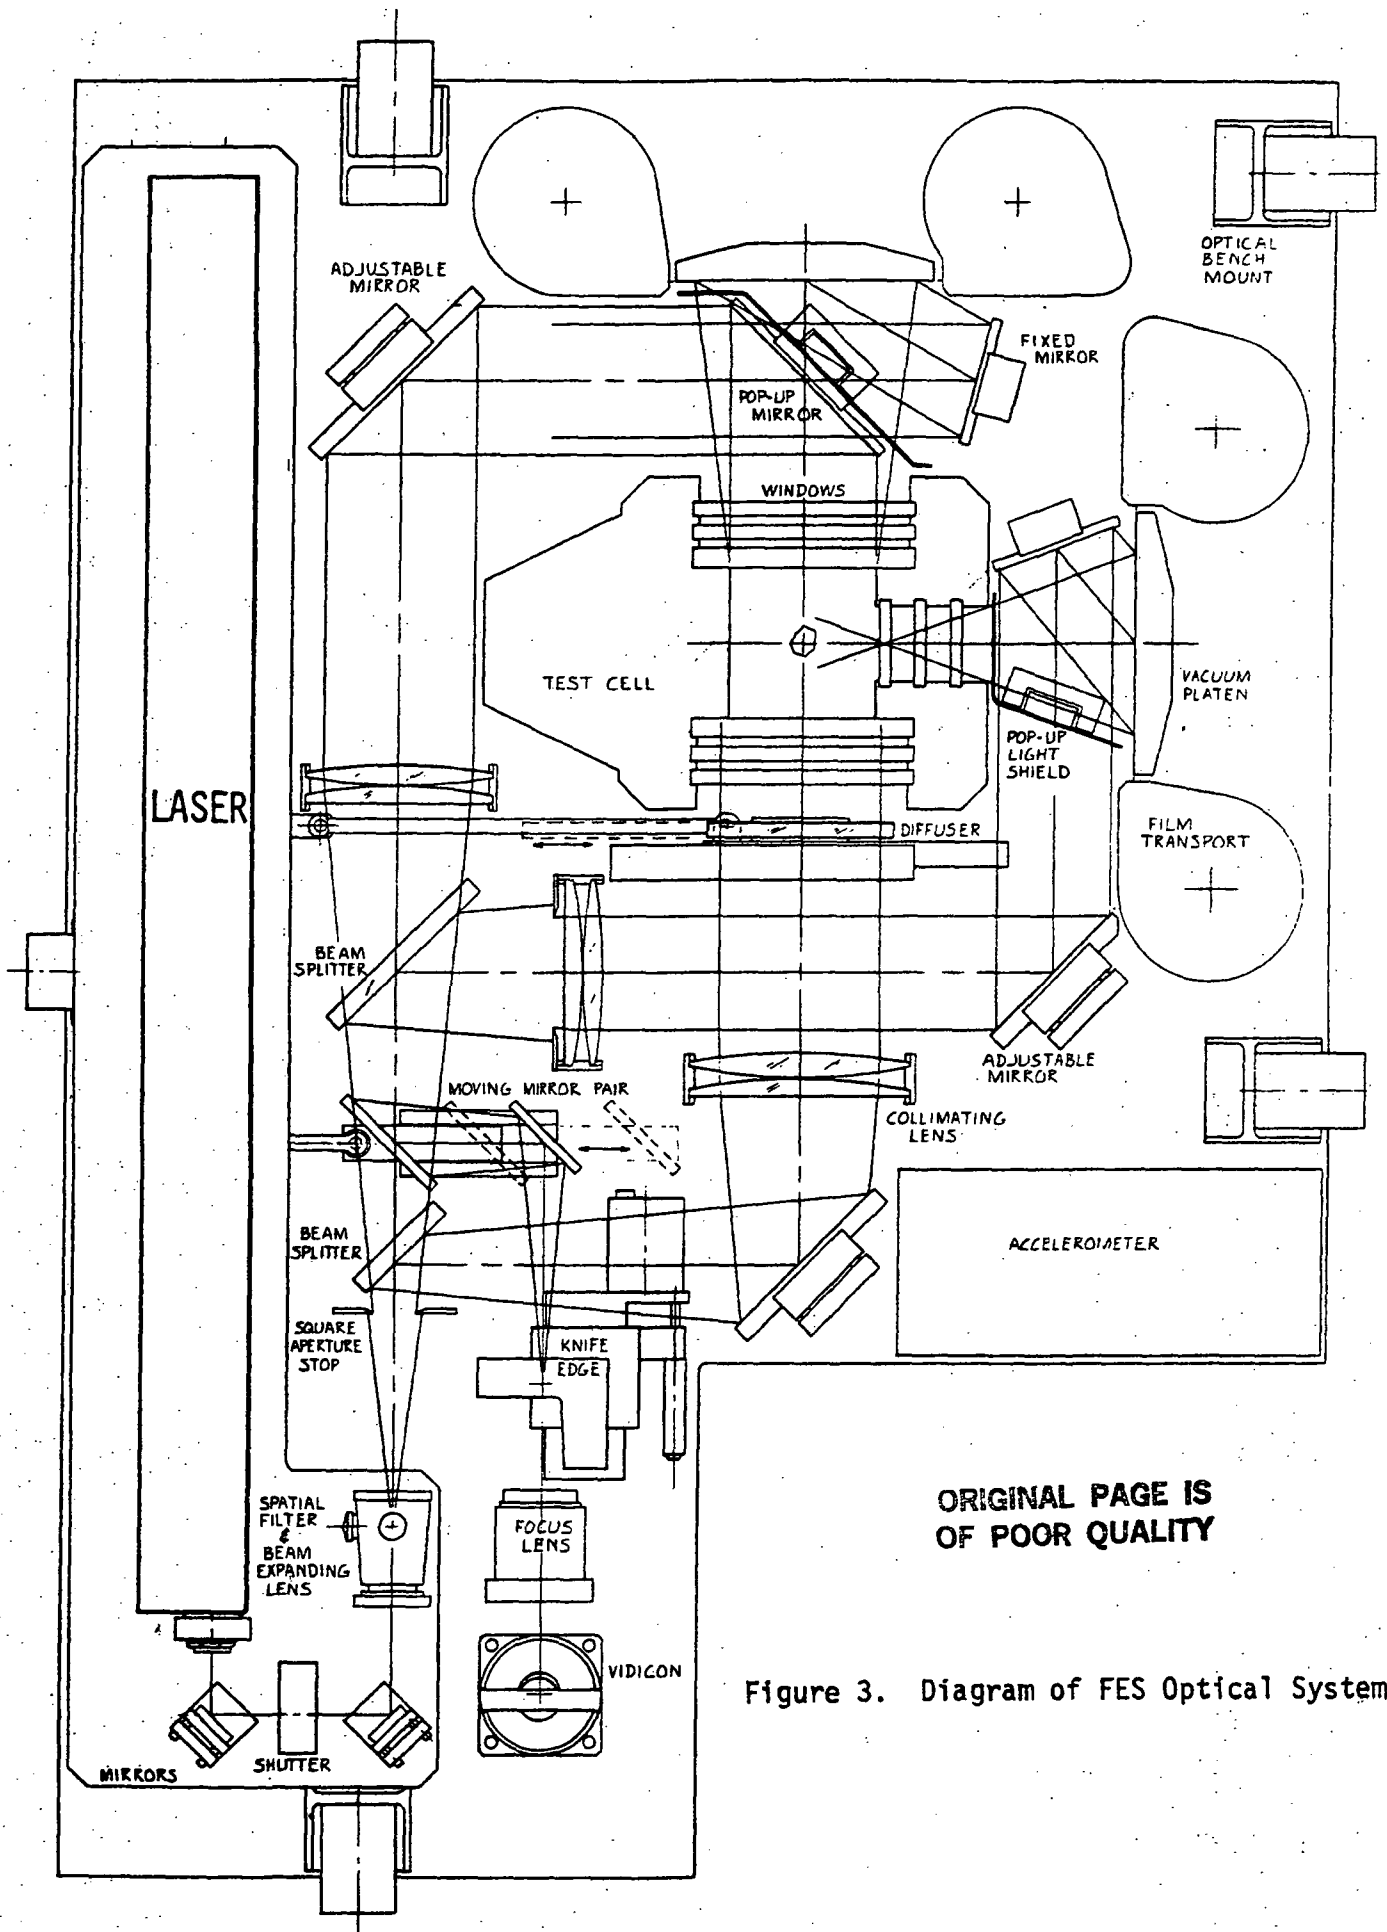 OPTICAL
BENCH
MOUNT
ADJUSTABLE
MIRROR
FIXED
MIRROR
POP-UP
MIRROR
WINDOWS
TEST CELL
VACUUM
PLATEN
POP-UP
LIGHT
SHIELD
LASER
FILM
TRANSPORT
DIFFUSER
BEAM
SPLITTER
ADJUSTABLE
MIRROR
MOVING MIRROR PAIR
COLLIMATING
LENS
BEAM
SPLITTER
ACCELEROMETER
SQUARE
APERTURE
STOP
KNIFE
EDGE
SPATIAL
FILTER
&
BEAM
EXPANDING
LENS
FOCUS
LENS
ORIGINAL PAGE IS
OF POOR QUALITY
VIDICON
SHUTTER
MIRRORS
Figure 3. Diagram of FES Optical System